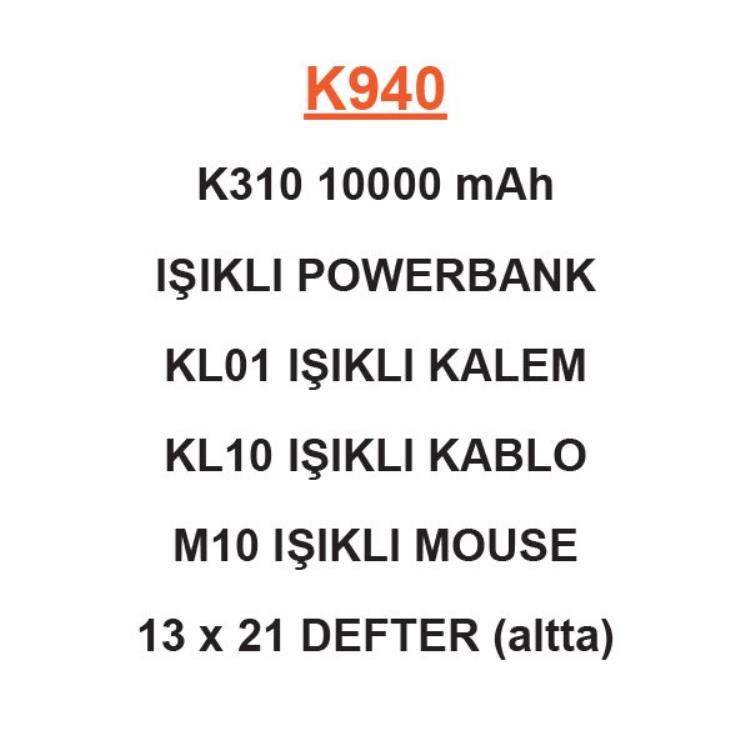 K940
K310 10000 mAh
IŞIKLI POWERBANK
KL01 IŞIKLI KALEM
KL10 IŞIKLI KABLO
M10 IŞIKLI MOUSE
13 x 21 DEFTER (altta)